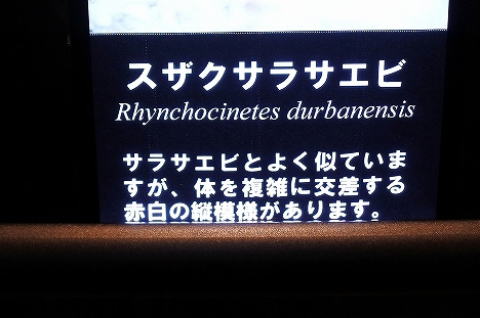 スザクサラサエビ
Rhynchocinetes durbanensis
サラサエビとよく似ていま
すが、体を複雑に交差する
赤白の縦模様があります。